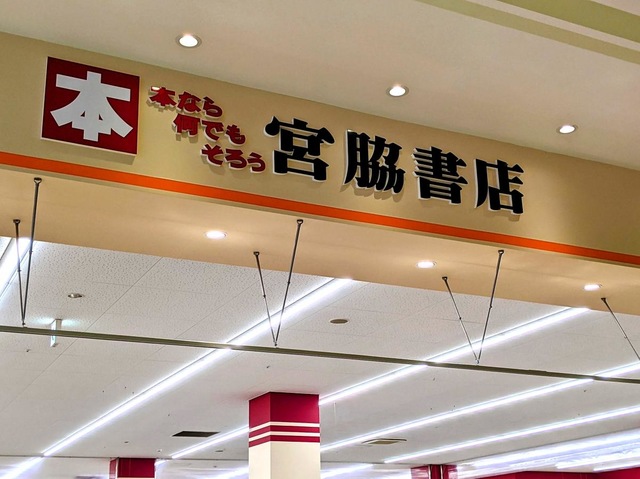 本
本なら
何でも
そろう
宮脇書店